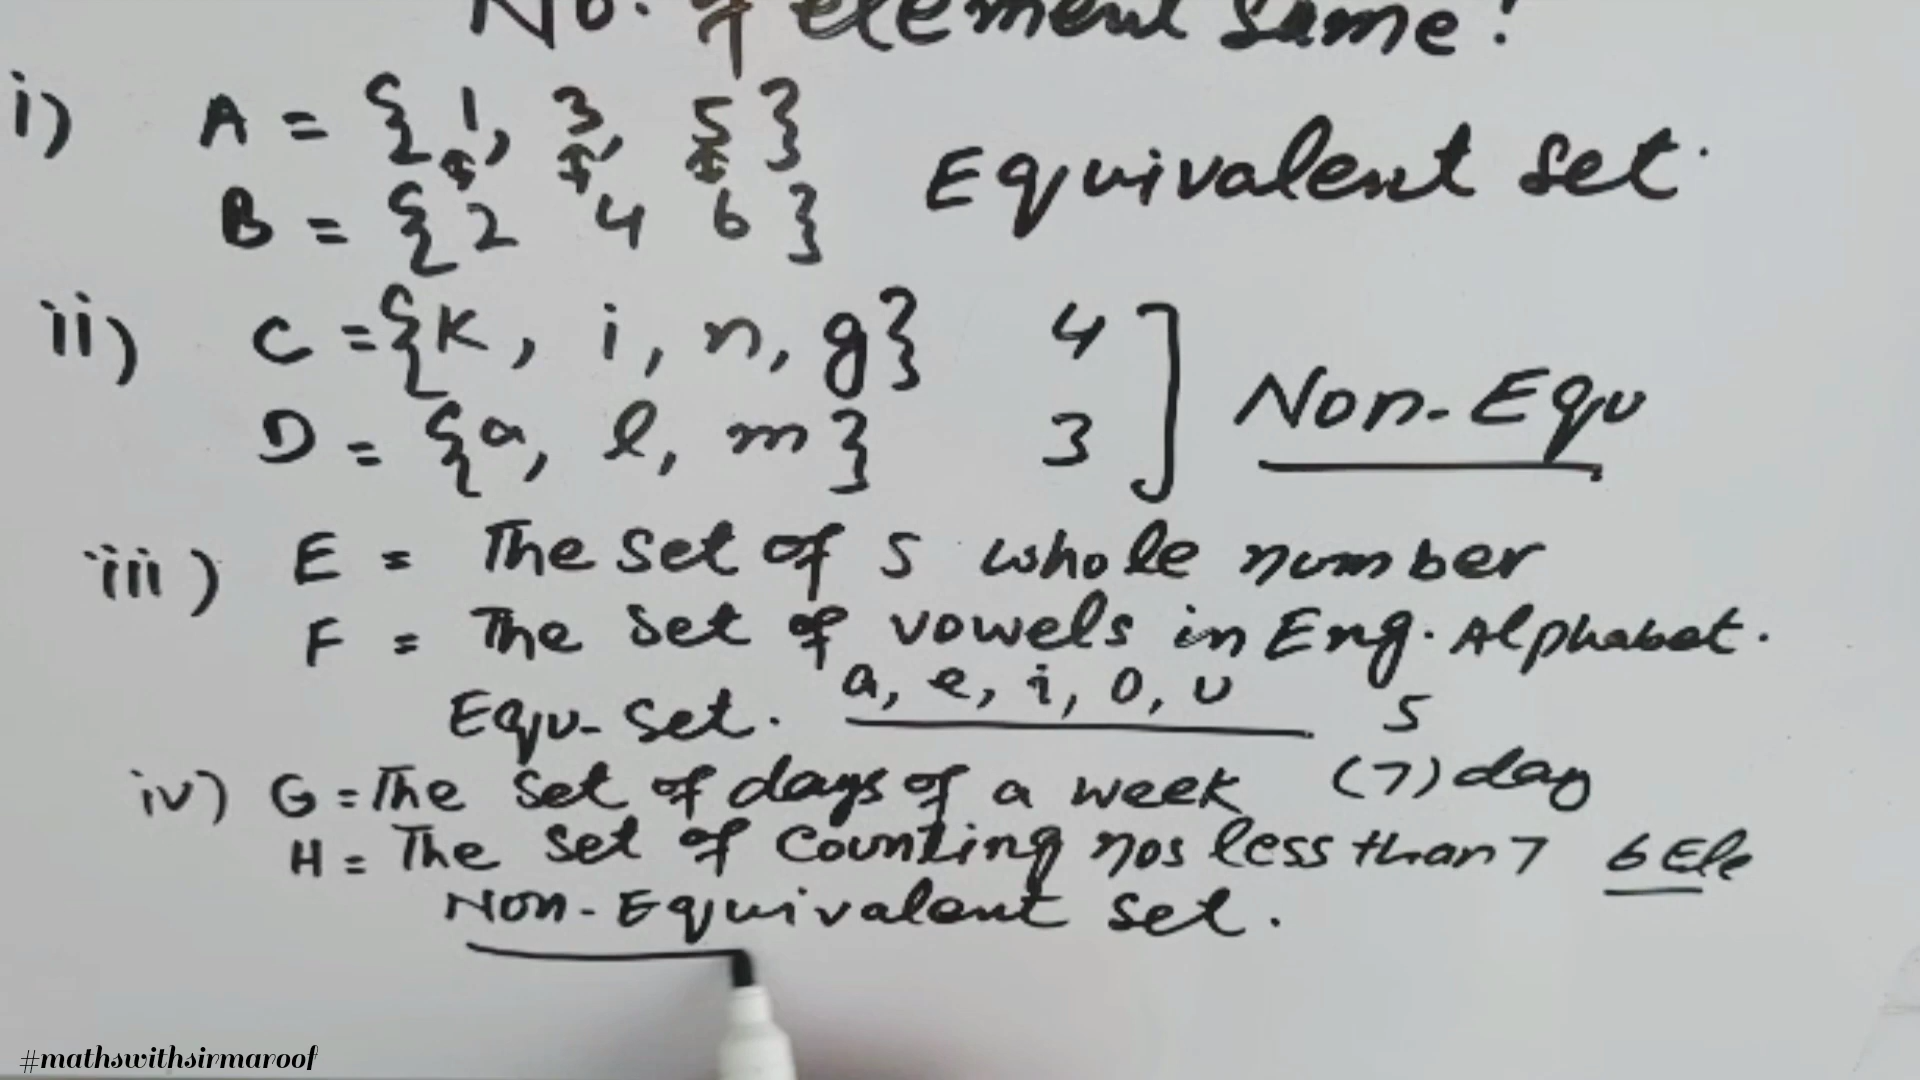 No. of element same!
i) A = {1, 3, 5}
B = {2 4 6}
Equivalent set.
ii) C = {K, i, n, g} 4
D = {a, l, m} 3
Non-Equ
iii) E = The set of 5 whole number
F = The set of vowels in Eng. Alphabet.
a, e, i, o, u 5
Equ-set.
iv) G = The set of days of a week (7) day
H = The set of Counting nos less than 7 6 Ele
Non-Equivalent set.
#mathswithsirmaroof